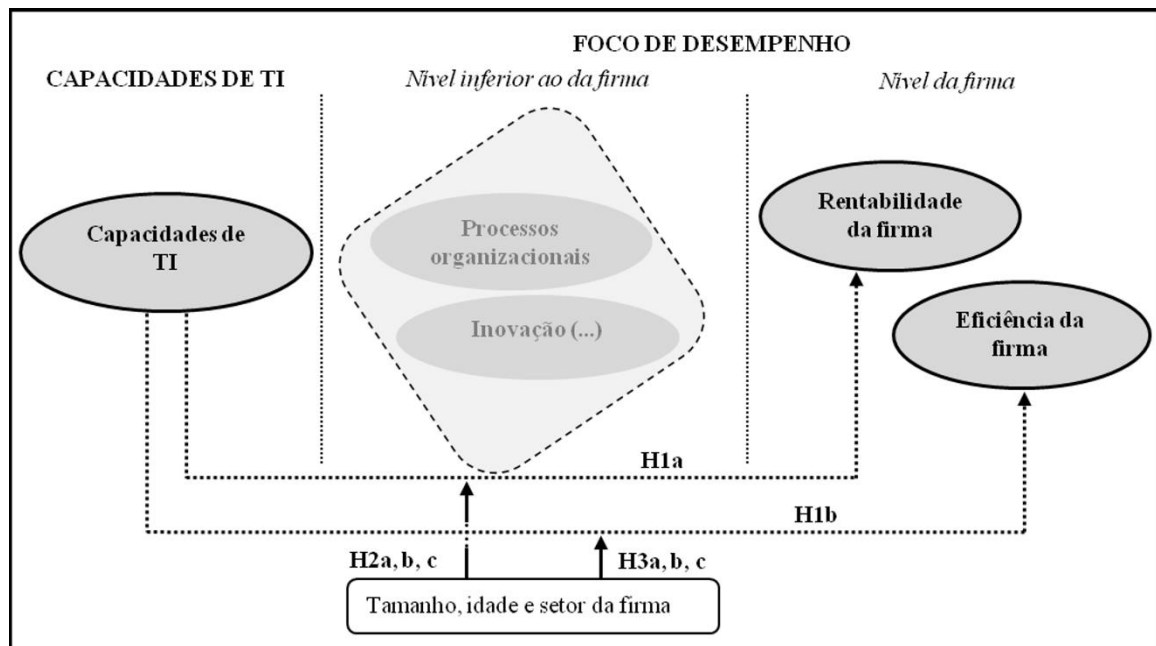 FOCO DE DESEMPENHO
CAPACIDADES DE TI
Nível inferior ao da firma
Nível da firma
Capacidades de
TI
Processos
organizacionais
Inovação (...)
Rentabilidade
da firma
Eficiência da
firma
H1a
H1b
H2a, b, c
H3a, b, c
Tamanho, idade e setor da firma